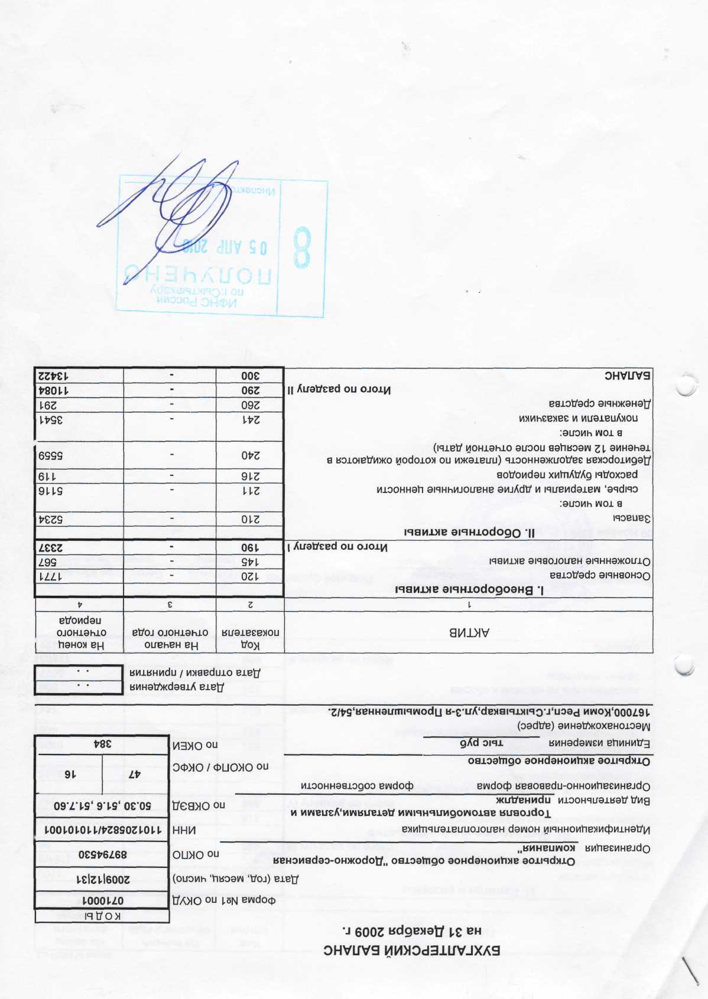 БУХГАЛТЕРСКИЙ БАЛАНС
на 31 Декабря 2009 г.
КОДЫ
Форма №1 по ОКУД 0710001
Дата (год, месяц, число) 2009|12|31
Открытое акционерное общество "Дорожно-сервисная
Организация компания" по ОКПО 89794530
Идентификационный номер налогоплательщика ИНН 1101205824/110101001
Торговля автомобильными деталями,узлами и
Вид деятельности принадлж по ОКВЭД 50.30 ,51.6 ,51.7.60
Организационно-правовая форма форма собственности
Открытое акционерное общество по ОКОПФ / ОКФС 47 16
Единица измерения тыс руб по ОКЕИ 384
Местонахождение (адрес)
167000,Коми Респ,г.Сыктывкар,ул.3-я Промышленная,54/2.
Дата утверждения . .
Дата отправки / принятия . .
АКТИВ Код показателя На начало отчетного года На конец отчетного периода
1 2 3 4
I. Внеоборотные активы
Основные средства 120 - 1771
Отложенные налоговые активы 145 - 567
Итого по разделу I 190 - 2337
II. Оборотные активы
Запасы 210 - 5234
в том числе:
сырье, материалы и другие аналогичные ценности 211 - 5116
расходы будущих периодов 216 - 119
Дебиторская задолженность (платежи по которой ожидаются в
течение 12 месяцев после отчетной даты) 240 - 5559
в том числе:
покупатели и заказчики 241 - 3541
Денежные средства 260 - 291
Итого по разделу II 290 - 11084
БАЛАНС 300 - 13422
8
ИФНС России
по г.Сыктывкару
ПОЛУЧЕНО
05 АПР 2010